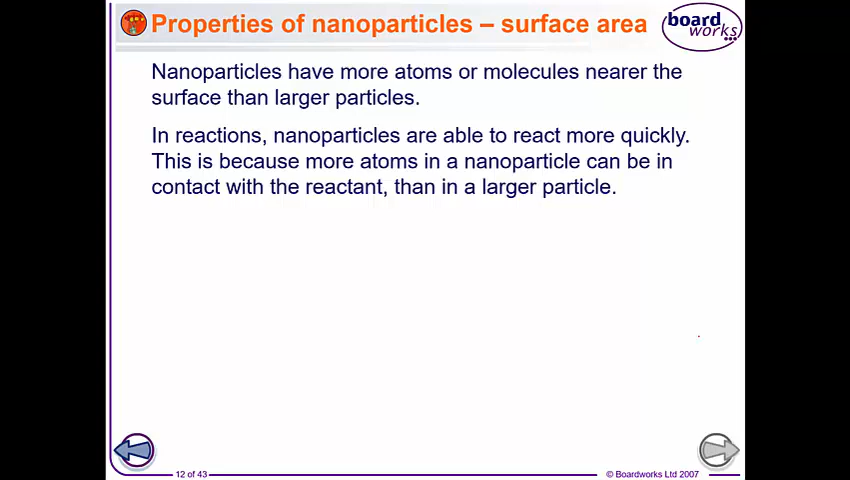 Properties of nanoparticles – surface area
board
works
Nanoparticles have more atoms or molecules nearer the
surface than larger particles.
In reactions, nanoparticles are able to react more quickly.
This is because more atoms in a nanoparticle can be in
contact with the reactant, than in a larger particle.
12 of 43
© Boardworks Ltd 2007